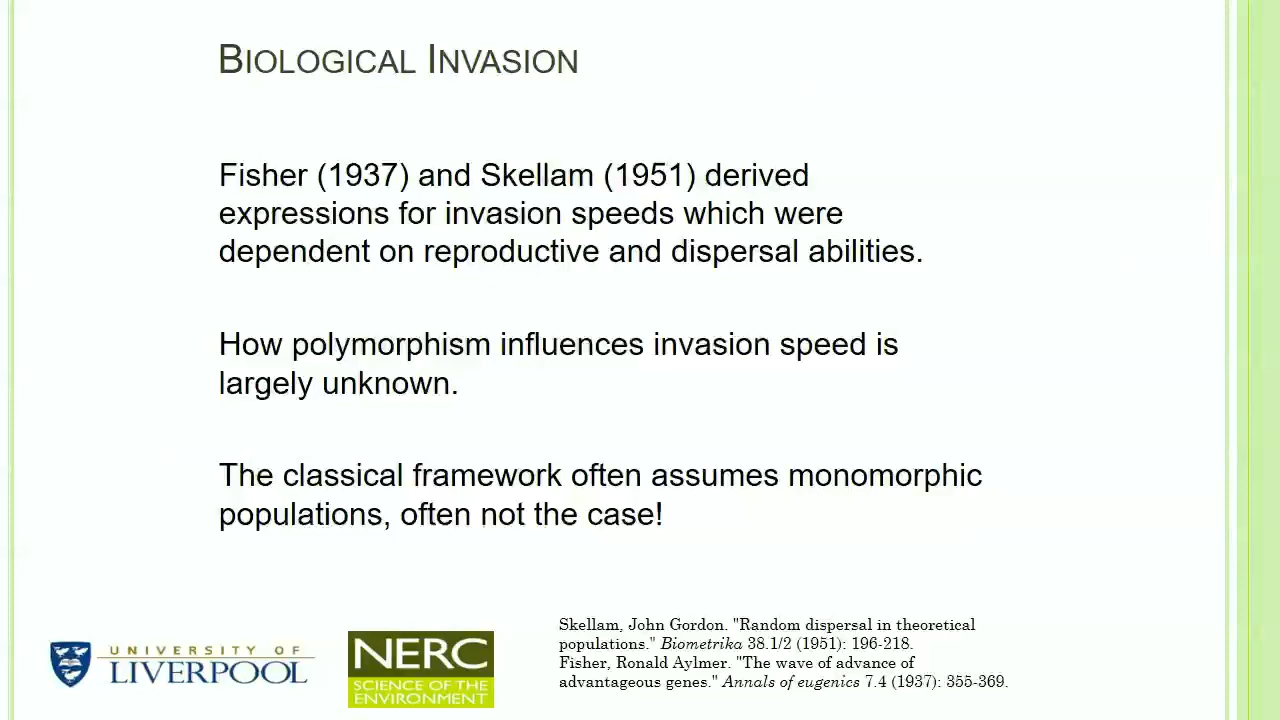 BIOLOGICAL INVASION
Fisher (1937) and Skellam (1951) derived
expressions for invasion speeds which were
dependent on reproductive and dispersal abilities.
How polymorphism influences invasion speed is
largely unknown.
The classical framework often assumes monomorphic
populations, often not the case!
UNIVERSITY OF
LIVERPOOL
NERC
SCIENCE OF THE
ENVIRONMENT
Skellam, John Gordon. "Random dispersal in theoretical
populations." Biometrika 38.1/2 (1951): 196-218.
Fisher, Ronald Aylmer. "The wave of advance of
advantageous genes." Annals of eugenics 7.4 (1937): 355-369.